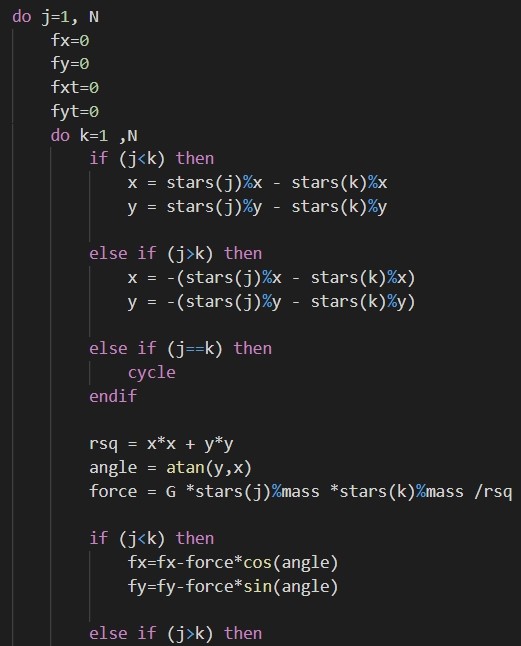 do j=1, N
fx=0
fy=0
fxt=0
fyt=0
do k=1 ,N
if (j<k) then
x = stars(j)%x - stars(k)%x
y = stars(j)%y - stars(k)%y
else if (j>k) then
x = -(stars(j)%x - stars(k)%x)
y = -(stars(j)%y - stars(k)%y)
else if (j==k) then
cycle
endif
rsq = x*x + y*y
angle = atan(y,x)
force = G *stars(j)%mass *stars(k)%mass /rsq
if (j<k) then
fx=fx-force*cos(angle)
fy=fy-force*sin(angle)
else if (j>k) then